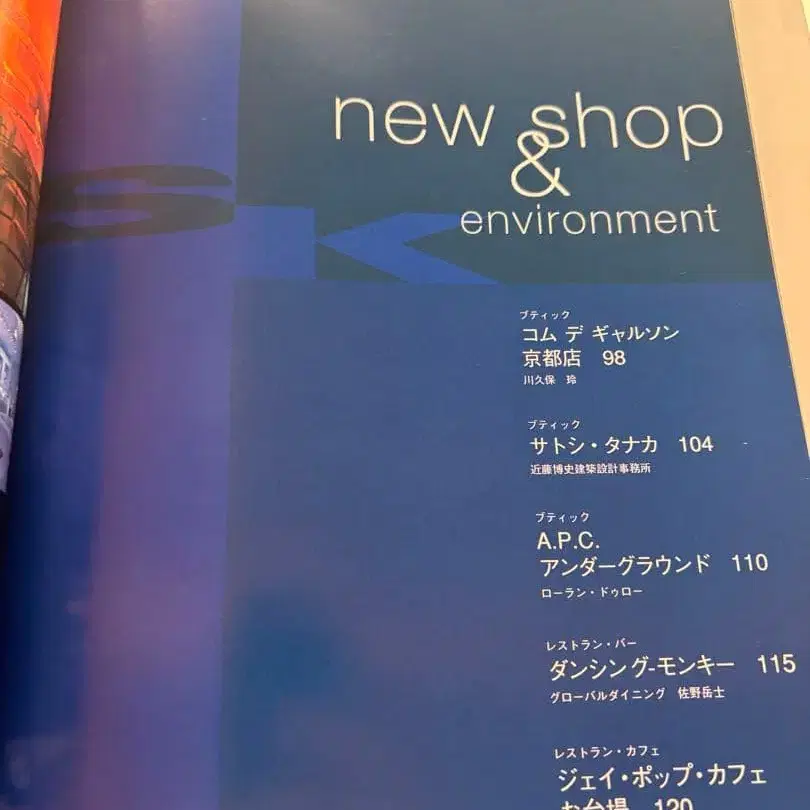 new shop
&
environment
SK
ブティック
コム デ ギャルソン
京都店 98
川久保 玲
ブティック
サトシ・タナカ 104
近藤博史建築設計事務所
ブティック
A.P.C.
アンダーグラウンド 110
ローラン・ドゥロー
レストラン・バー
ダンシング-モンキー 115
グローバルダイニング 佐野岳士
レストラン・カフェ
ジェイ・ポップ・カフェ
お台場 120